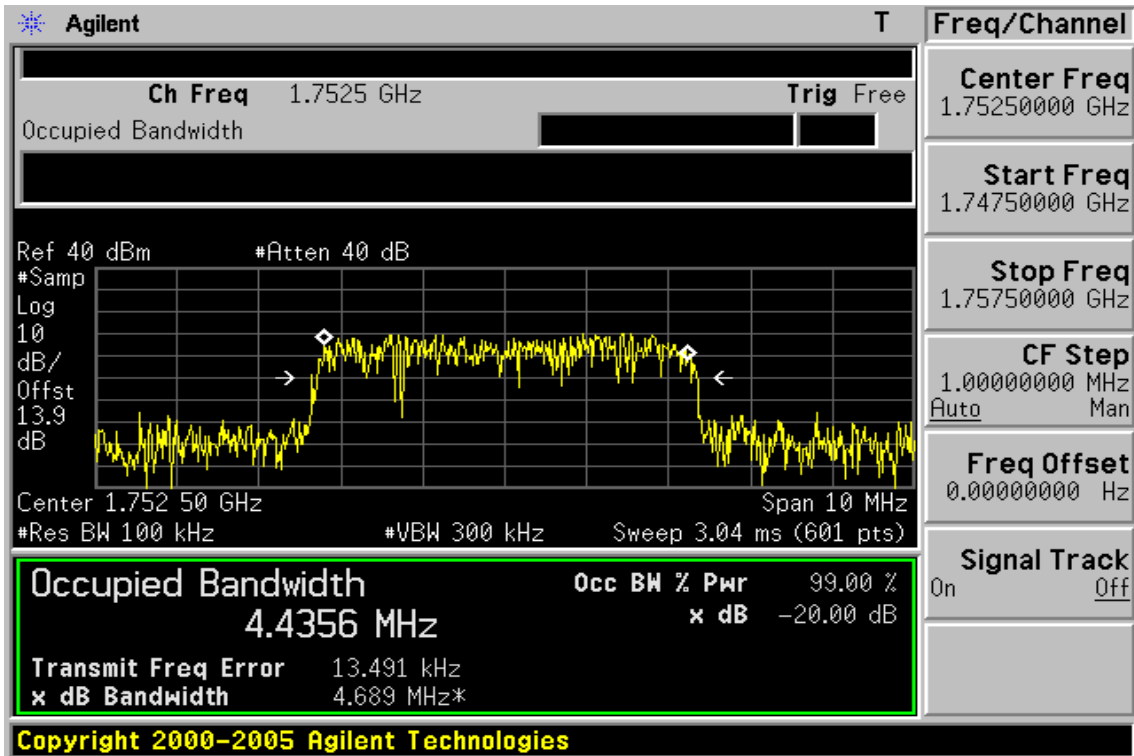 Agilent T
Freq/Channel
Ch Freq 1.7525 GHz Trig Free
Occupied Bandwidth
Center Freq
1.75250000 GHz
Start Freq
1.74750000 GHz
Stop Freq
1.75750000 GHz
CF Step
1.00000000 MHz
Auto Man
Freq Offset
0.00000000 Hz
Signal Track
On Off
Ref 40 dBm #Atten 40 dB
#Samp
Log
10
dB/
Offst
13.9
dB
Center 1.752 50 GHz Span 10 MHz
#Res BW 100 kHz #VBW 300 kHz Sweep 3.04 ms (601 pts)
Occupied Bandwidth Occ BW % Pwr 99.00 %
4.4356 MHz x dB -20.00 dB
Transmit Freq Error 13.491 kHz
x dB Bandwidth 4.689 MHz*
Copyright 2000-2005 Agilent Technologies